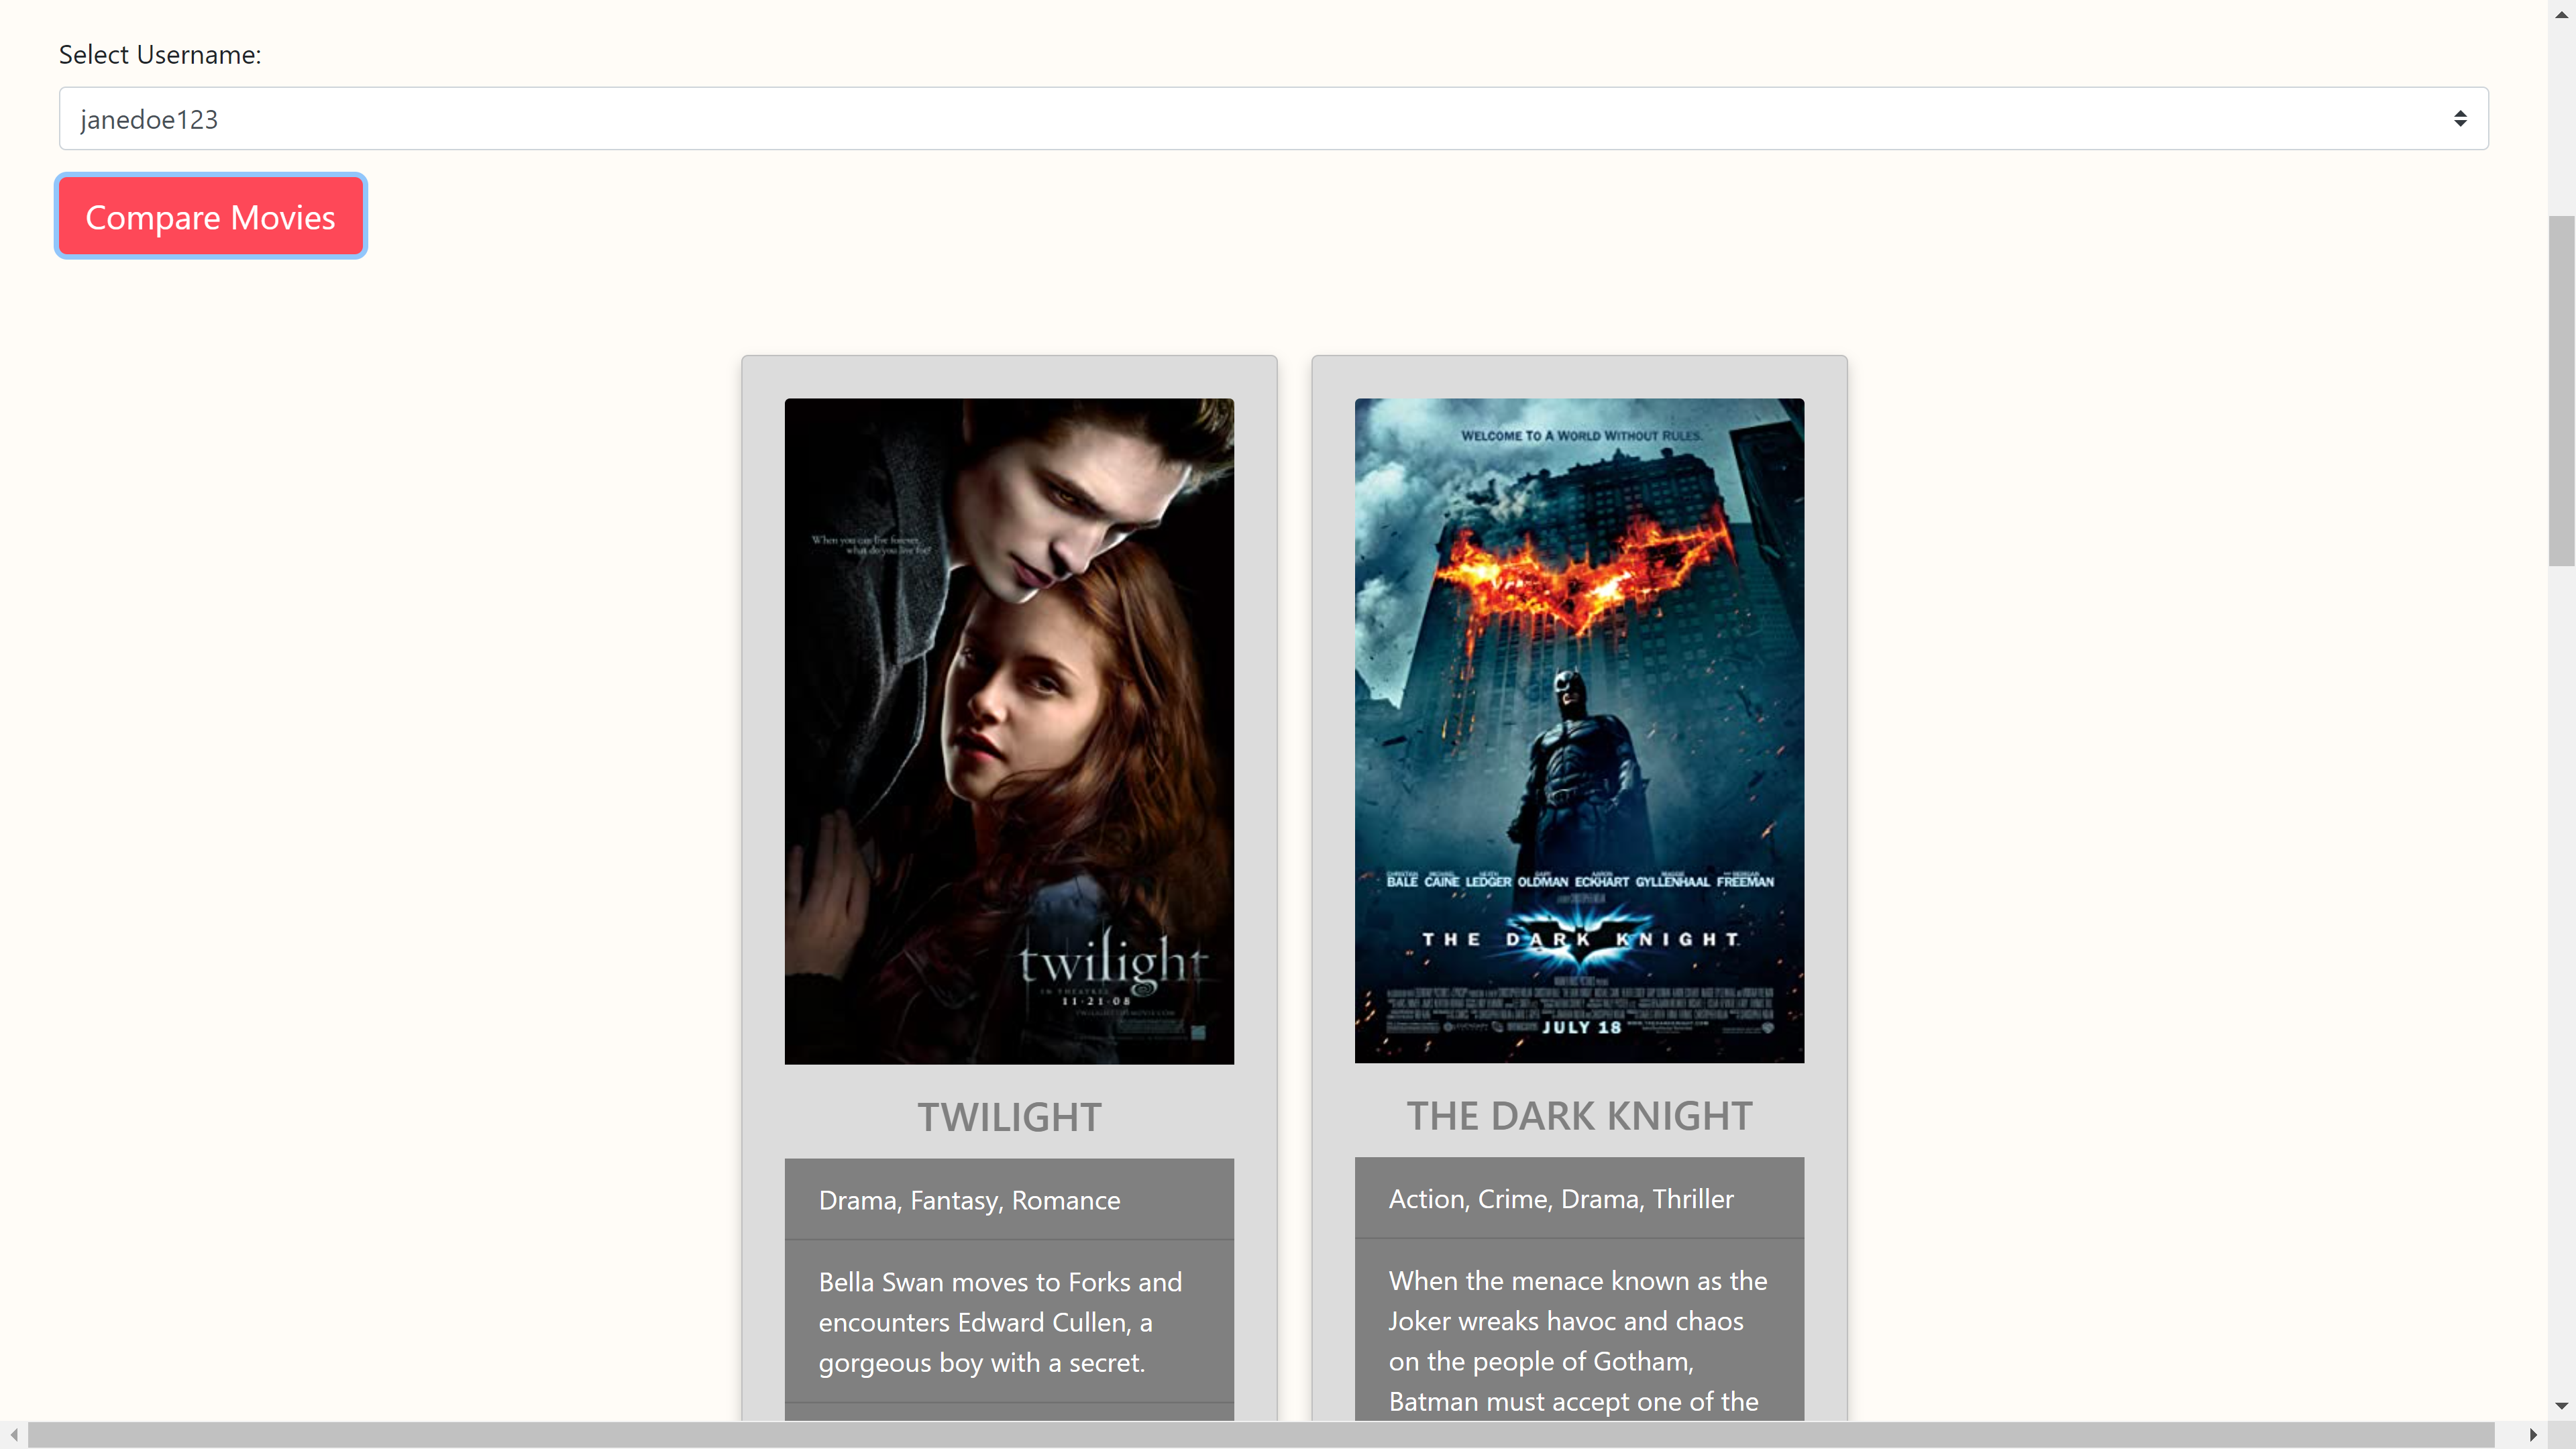 Select Username:
janedoe123
Compare Movies
When you can live forever,
what do you live for?
twilight
IN THEATRES
11·21·08
TWILIGHT
Drama, Fantasy, Romance
Bella Swan moves to Forks and
encounters Edward Cullen, a
gorgeous boy with a secret.
WELCOME TO A WORLD WITHOUT RULES.
BALE CAINE LEDGER OLDMAN ECKHART GYLLENHAAL FREEMAN
THE DARK KNIGHT
JULY 18
THE DARK KNIGHT
Action, Crime, Drama, Thriller
When the menace known as the
Joker wreaks havoc and chaos
on the people of Gotham,
Batman must accept one of the